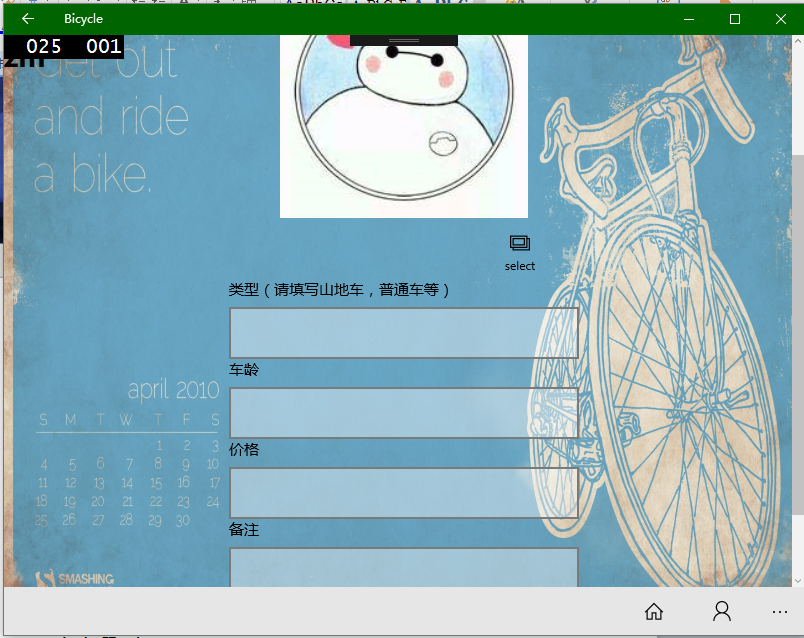 Bicycle
025 001
zm
Get out
and ride
a bike.
select
类型（请填写山地车，普通车等）
车龄
价格
备注
april 2010
S M T W T F S
1 2 3
4 5 6 7 8 9 10
11 12 13 14 15 16 17
18 19 20 21 22 23 24
25 26 27 28 29 30
SMASHING